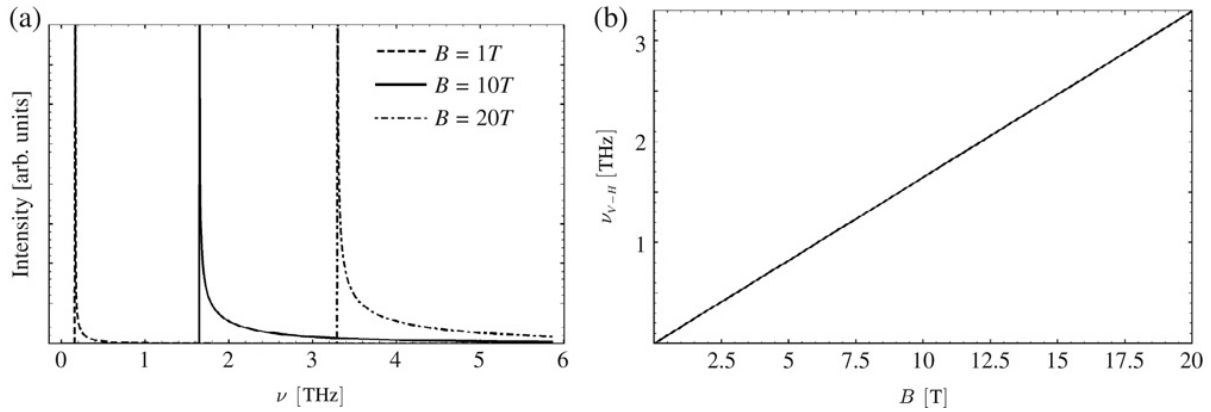 (a)
Intensity [arb. units]
B = 1T
B = 10T
B = 20T
0 1 2 3 4 5 6
ν [THz]
(b)
ν_{V-H} [THz]
3
2
1
2.5 5 7.5 10 12.5 15 17.5 20
B [T]